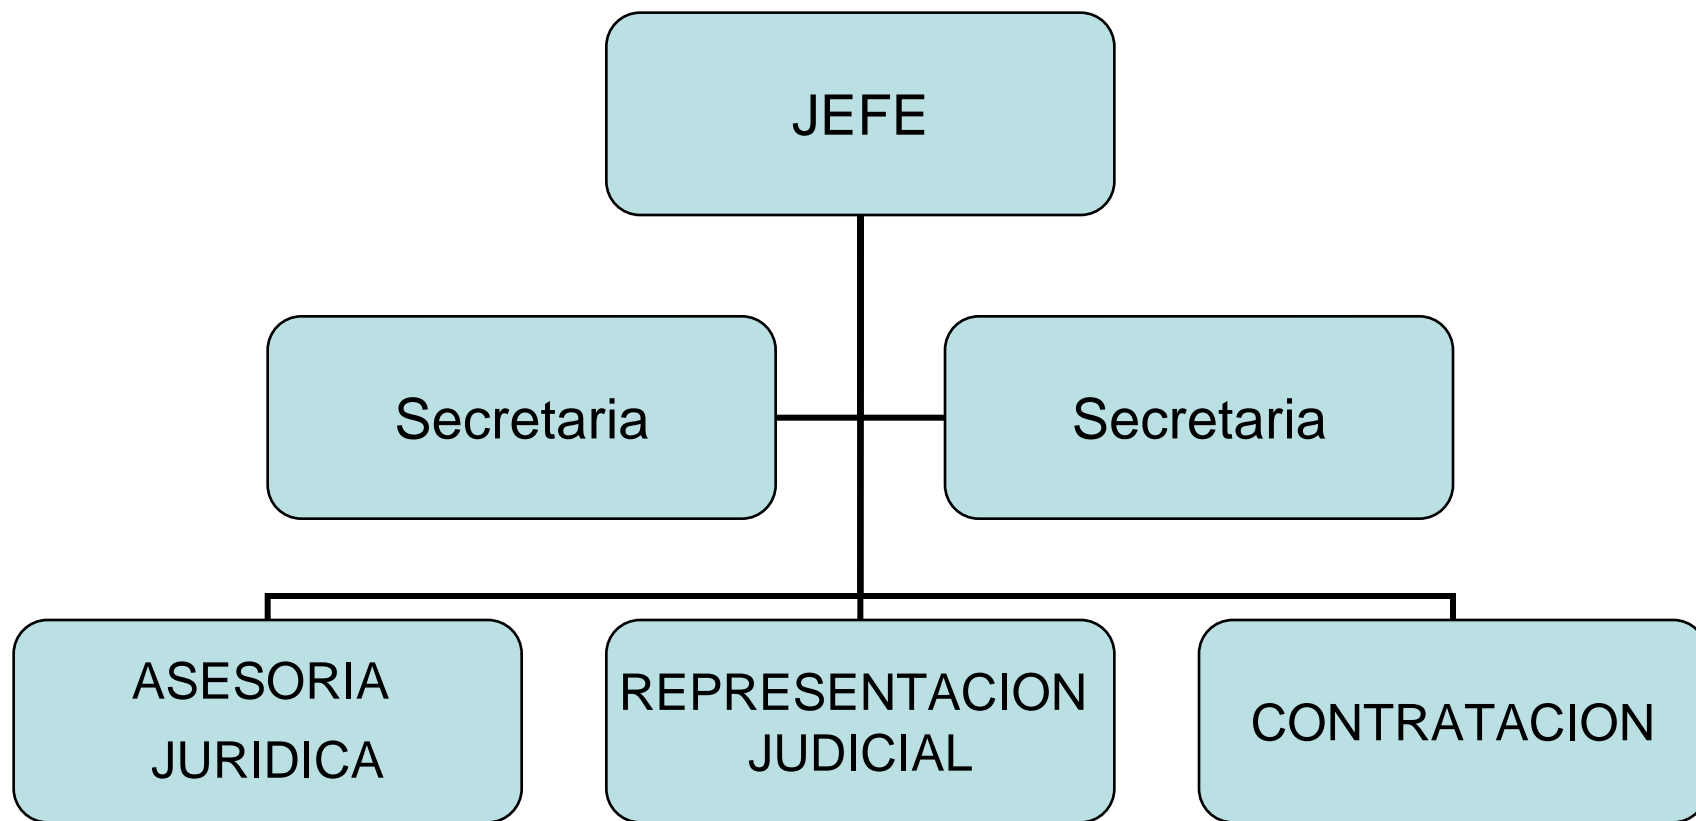 JEFE
Secretaria
Secretaria
ASESORIA
JURIDICA
REPRESENTACION
JUDICIAL
CONTRATACION